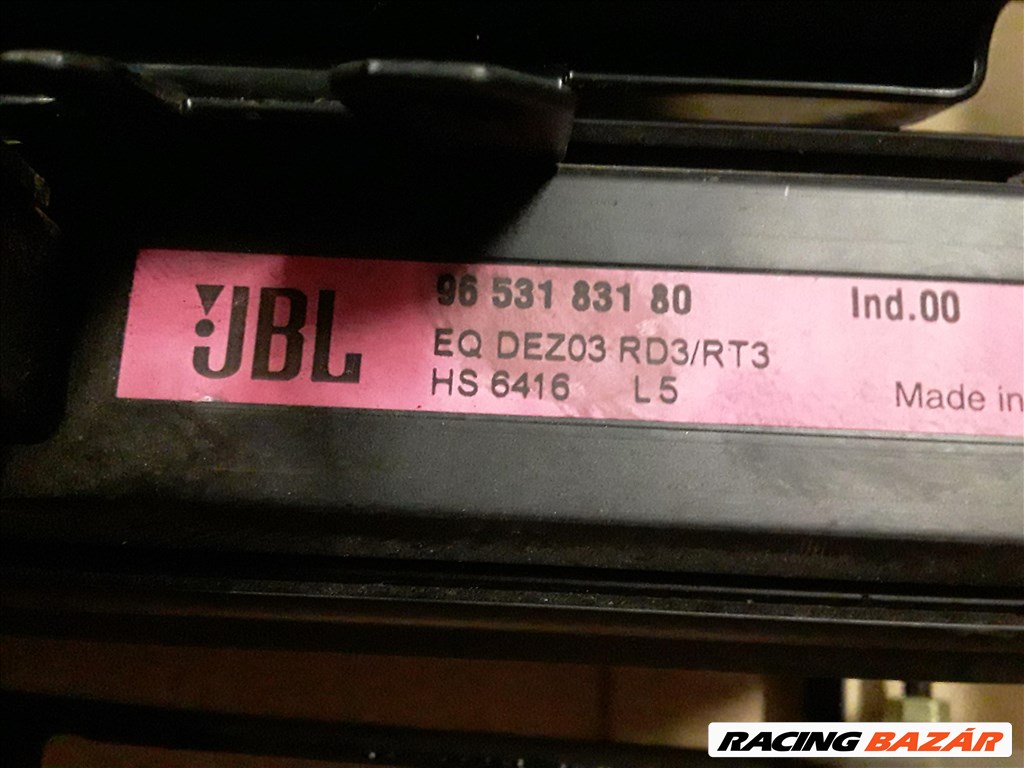 JBL
96 531 831 80 Ind.00
EQ DEZ03 RD3/RT3
HS 6416 L5
Made in
RACING BAZÁR